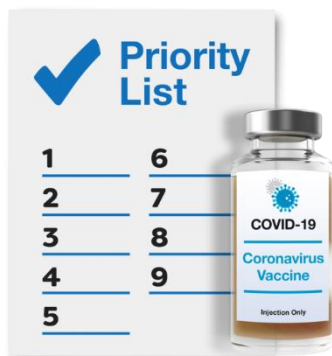 Priority
List
1
2
3
4
5
6
7
8
9
COVID-19
Coronavirus
Vaccine
Injection Only